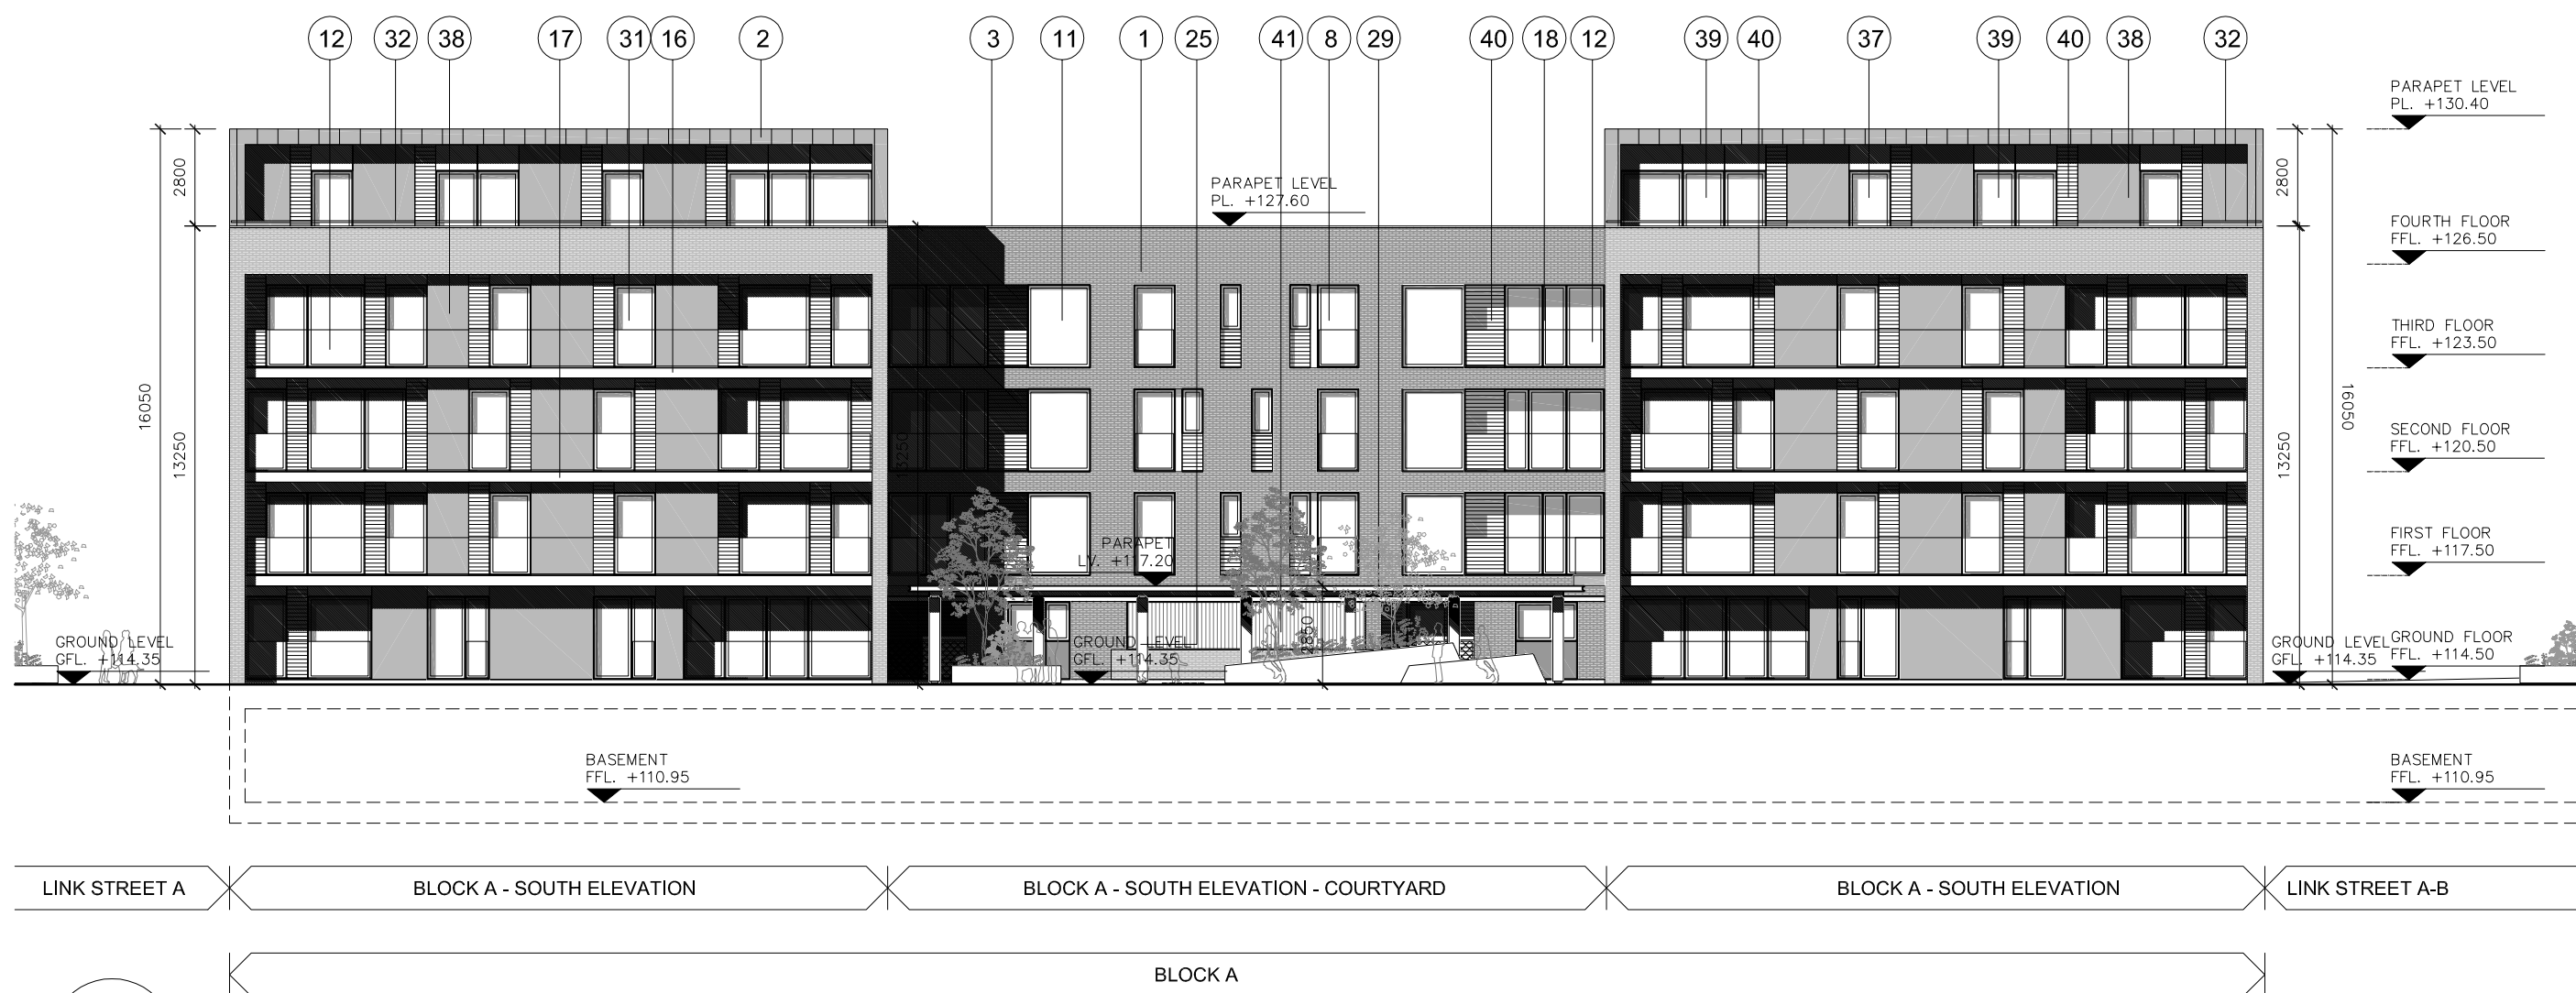 12 32 38 17 31 16 2 3 11 1 25 41 8 29 40 18 12 39 40 37 39 40 38 32
PARAPET LEVEL
PL. +130.40
2800
PARAPET LEVEL
PL. +127.60
2800
FOURTH FLOOR
FFL. +126.50
THIRD FLOOR
FFL. +123.50
16050
13250
13250
16050
13250
SECOND FLOOR
FFL. +120.50
PARAPET
LV. +117.20
FIRST FLOOR
FFL. +117.50
GROUND LEVEL
GFL. +114.35
GROUND LEVEL
GFL. +114.35
2850
GROUND LEVEL
GFL. +114.35
GROUND FLOOR
FFL. +114.50
BASEMENT
FFL. +110.95
BASEMENT
FFL. +110.95
LINK STREET A
BLOCK A - SOUTH ELEVATION
BLOCK A - SOUTH ELEVATION - COURTYARD
BLOCK A - SOUTH ELEVATION
LINK STREET A-B
BLOCK A